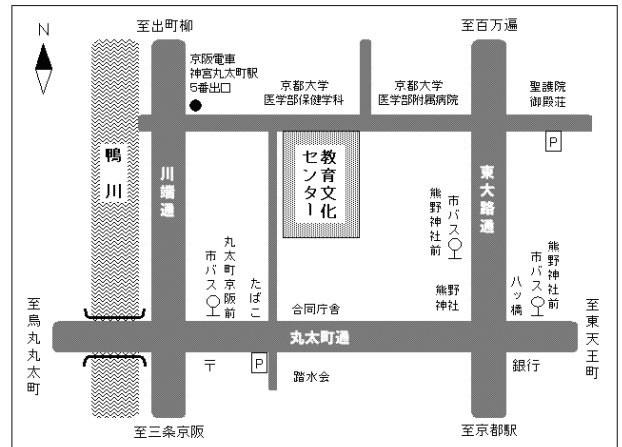 至出町柳
至百万遍
N
京阪電車
神宮丸太町駅
5番出口
京都大学
医学部保健学科
京都大学
医学部附属病院
聖護院
御殿荘
P
鴨川
川端通
教育文化
センター
東大路通
熊野神社前
市バス
熊野神社前
市バス
丸太町京阪前
市バス
たばこ
合同庁舎
熊野
神社
八ッ橋
至烏丸丸太町
丸太町通
至東天王町
〒
P
踏水会
銀行
至三条京阪
至京都駅